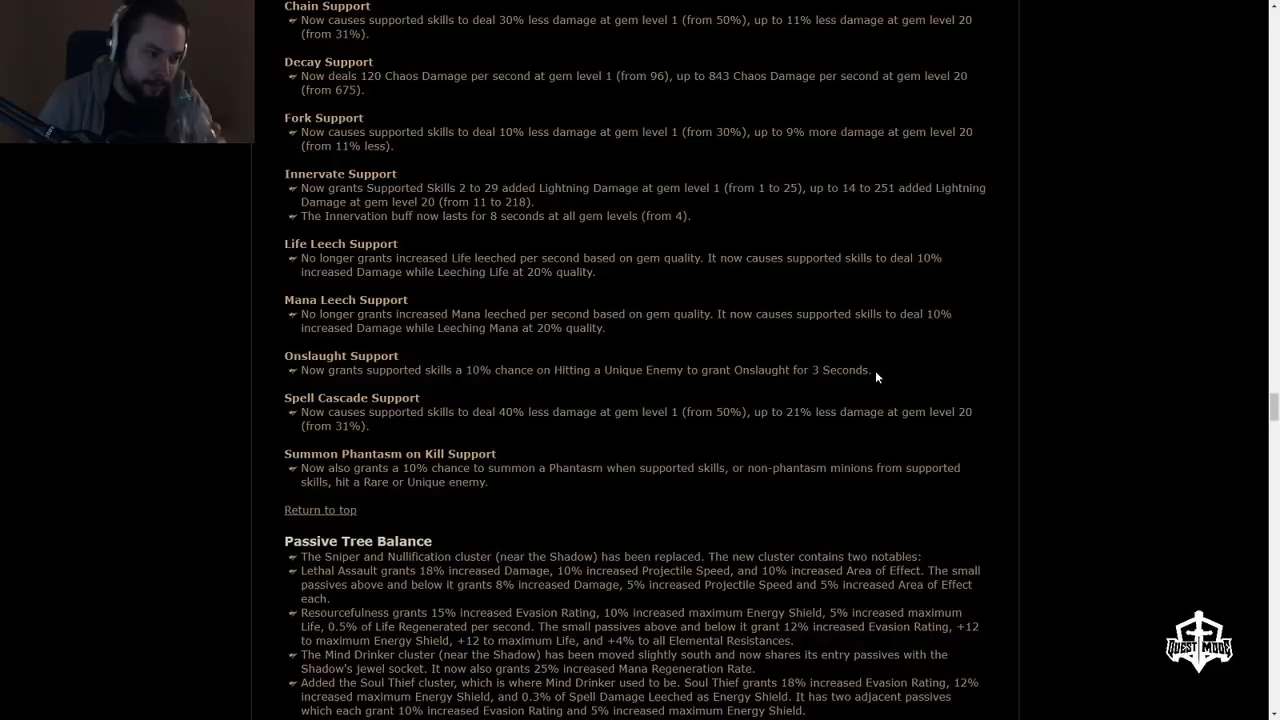 Chain Support
Now causes supported skills to deal 30% less damage at gem level 1 (from 50%), up to 11% less damage at gem level 20
(from 31%).
Decay Support
Now deals 120 Chaos Damage per second at gem level 1 (from 96), up to 843 Chaos Damage per second at gem level 20
(from 675).
Fork Support
Now causes supported skills to deal 10% less damage at gem level 1 (from 30%), up to 9% more damage at gem level 20
(from 11% less).
Innervate Support
Now grants Supported Skills 2 to 29 added Lightning Damage at gem level 1 (from 1 to 25), up to 14 to 251 added Lightning
Damage at gem level 20 (from 11 to 218).
The Innervation buff now lasts for 8 seconds at all gem levels (from 4).
Life Leech Support
No longer grants increased Life leeched per second based on gem quality. It now causes supported skills to deal 10%
increased Damage while Leeching Life at 20% quality.
Mana Leech Support
No longer grants increased Mana leeched per second based on gem quality. It now causes supported skills to deal 10%
increased Damage while Leeching Mana at 20% quality.
Onslaught Support
Now grants supported skills a 10% chance on Hitting a Unique Enemy to grant Onslaught for 3 Seconds.
Spell Cascade Support
Now causes supported skills to deal 40% less damage at gem level 1 (from 50%), up to 21% less damage at gem level 20
(from 31%).
Summon Phantasm on Kill Support
Now also grants a 10% chance to summon a Phantasm when supported skills, or non-phantasm minions from supported
skills, hit a Rare or Unique enemy.
Return to top
Passive Tree Balance
The Sniper and Nullification cluster (near the Shadow) has been replaced. The new cluster contains two notables:
Lethal Assault grants 18% increased Damage, 10% increased Projectile Speed, and 10% increased Area of Effect. The small
passives above and below it grants 8% increased Damage, 5% increased Projectile Speed and 5% increased Area of Effect
each.
Resourcefulness grants 15% increased Evasion Rating, 10% increased maximum Energy Shield, 5% increased maximum
Life, 0.5% of Life Regenerated per second. The small passives above and below it grant 12% increased Evasion Rating, +12
to maximum Energy Shield, +12 to maximum Life, and +4% to all Elemental Resistances.
The Mind Drinker cluster (near the Shadow) has been moved slightly south and now shares its entry passives with the
Shadow's jewel socket. It now also grants 25% increased Mana Regeneration Rate.
Added the Soul Thief cluster, which is where Mind Drinker used to be. Soul Thief grants 18% increased Evasion Rating, 12%
increased maximum Energy Shield, and 0.3% of Spell Damage Leeched as Energy Shield. It has two adjacent passives
which each grant 10% increased Evasion Rating and 5% increased maximum Energy Shield.
QUEST MODE